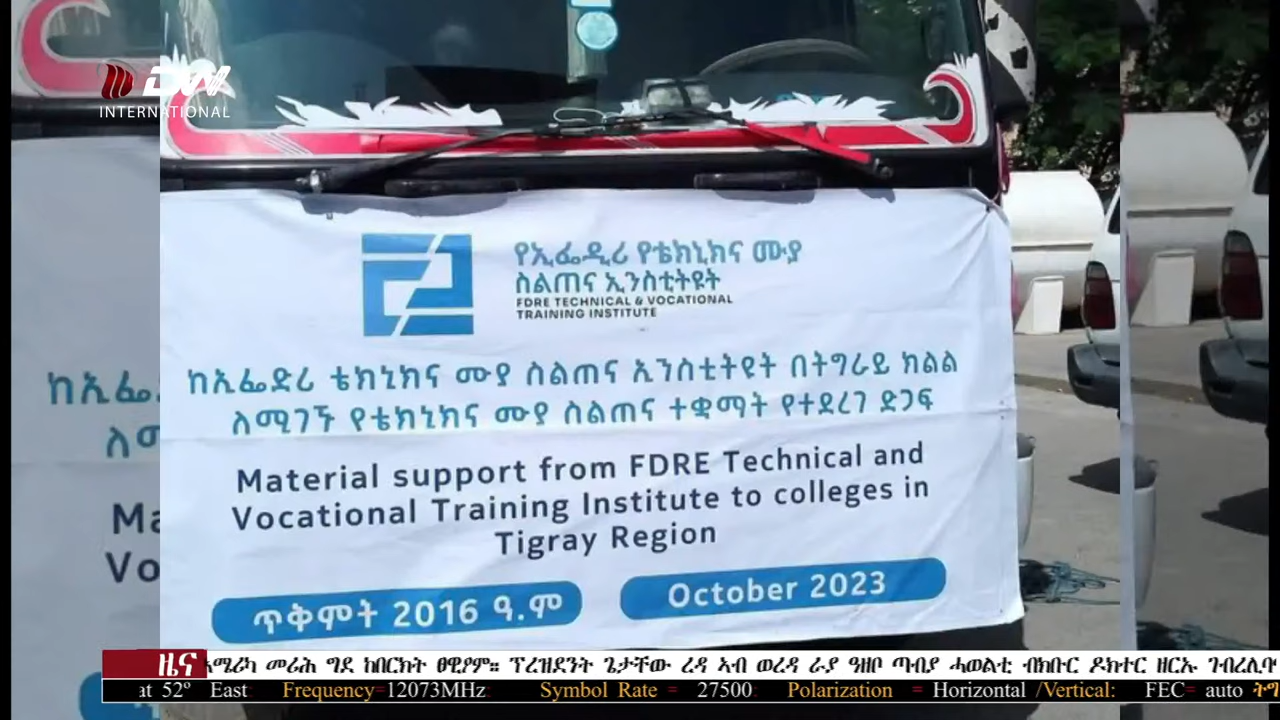 DW
INTERNATIONAL
የኢፌዲሪ የቴክኒክና ሙያ
ስልጠና ኢንስቲትዩት
FDRE TECHNICAL & VOCATIONAL
TRAINING INSTITUTE
ከኢፌድሪ ቴክኒክና ሙያ ስልጠና ኢንስቲትዩት በትግራይ ክልል
ለሚገኙ የቴክኒክና ሙያ ስልጠና ተቋማት የተደረገ ድጋፍ
Material support from FDRE Technical and
Vocational Training Institute to colleges in
Tigray Region
ጥቅምት 2016 ዓ.ም
October 2023
ዜና
መሪሕ ግደ ከበርክት ፀዊዖም። ፕረዝደንት ጌታቸው ረዳ ኣብ ወረዳ ራያ ዓዘቦ ጣብያ ሓወልቲ ብክቡር ዶክተር ዘርኡ
at 52° East Frequency=12073MHz Symbol Rate = 27500 Polarization = Horizontal /Vertical: FEC= auto